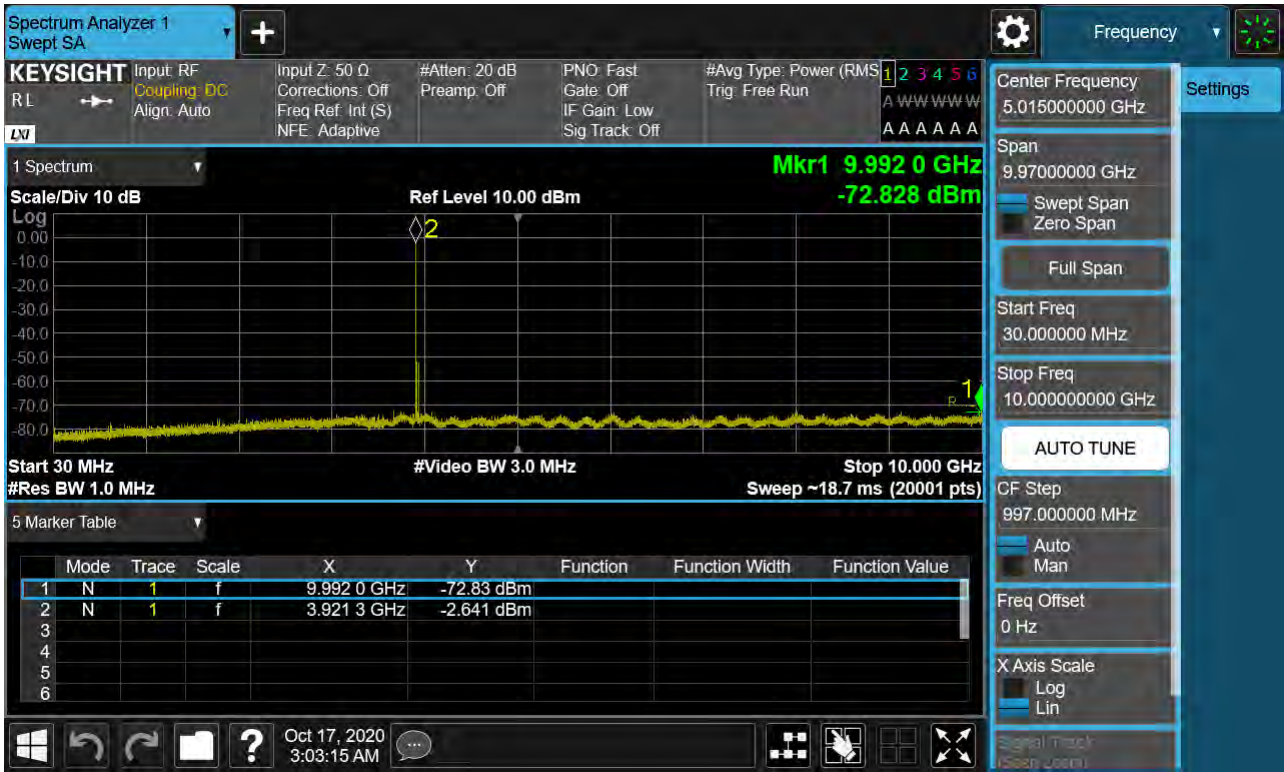 Spectrum Analyzer 1
Swept SA
+
Frequency
KEYSIGHT
RL
LXI
Input: RF
Coupling: DC
Align: Auto
Input Z: 50 Ω
Corrections: Off
Freq Ref: Int (S)
NFE: Adaptive
#Atten: 20 dB
Preamp: Off
PNO: Fast
Gate: Off
IF Gain: Low
Sig Track: Off
#Avg Type: Power (RMS
Trig: Free Run
1 2 3 4 5 6
A W W W W W
A A A A A A
1 Spectrum
Mkr1 9.992 0 GHz
Scale/Div 10 dB
Ref Level 10.00 dBm
-72.828 dBm
Log
0.00
-10.0
-20.0
-30.0
-40.0
-50.0
-60.0
-70.0
-80.0
2
1
R
Start 30 MHz
#Video BW 3.0 MHz
Stop 10.000 GHz
#Res BW 1.0 MHz
Sweep ~18.7 ms (20001 pts)
5 Marker Table
Mode Trace Scale X Y Function Function Width Function Value
1 N 1 f 9.992 0 GHz -72.83 dBm
2 N 1 f 3.921 3 GHz -2.641 dBm
3
4
5
6
Oct 17, 2020
3:03:15 AM
?
Center Frequency
5.015000000 GHz
Settings
Span
9.97000000 GHz
Swept Span
Zero Span
Full Span
Start Freq
30.000000 MHz
Stop Freq
10.000000000 GHz
AUTO TUNE
CF Step
997.000000 MHz
Auto
Man
Freq Offset
0 Hz
X Axis Scale
Log
Lin
Signal Track
(Span Zoom)